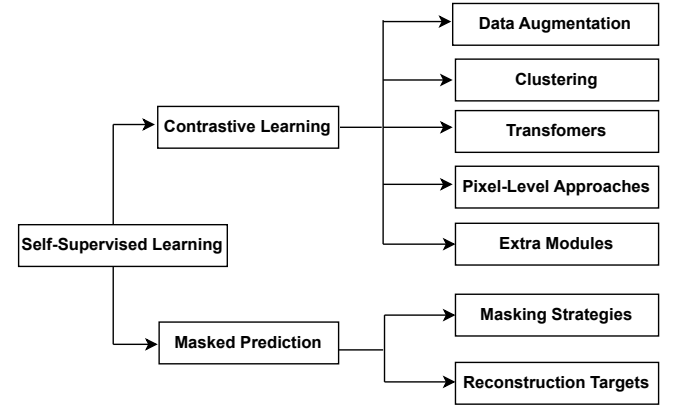 Data Augmentation
Clustering
Contrastive Learning
Transfomers
Pixel-Level Approaches
Self-Supervised Learning
Extra Modules
Masking Strategies
Masked Prediction
Reconstruction Targets